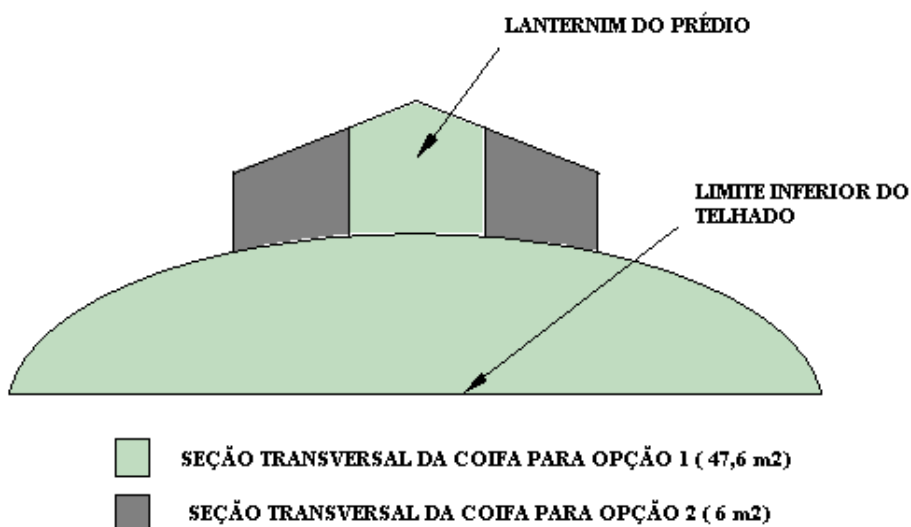 LANTERNIM DO PRÉDIO
LIMITE INFERIOR DO
TELHADO
SEÇÃO TRANSVERSAL DA COIFA PARA OPÇÃO 1 ( 47,6 m2)
SEÇÃO TRANSVERSAL DA COIFA PARA OPÇÃO 2 ( 6 m2)